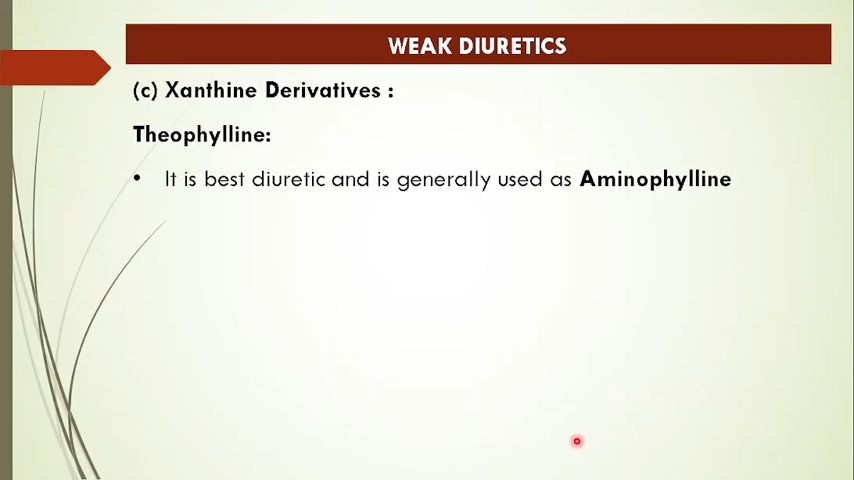 WEAK DIURETICS
(c) Xanthine Derivatives :
Theophylline:
• It is best diuretic and is generally used as Aminophylline